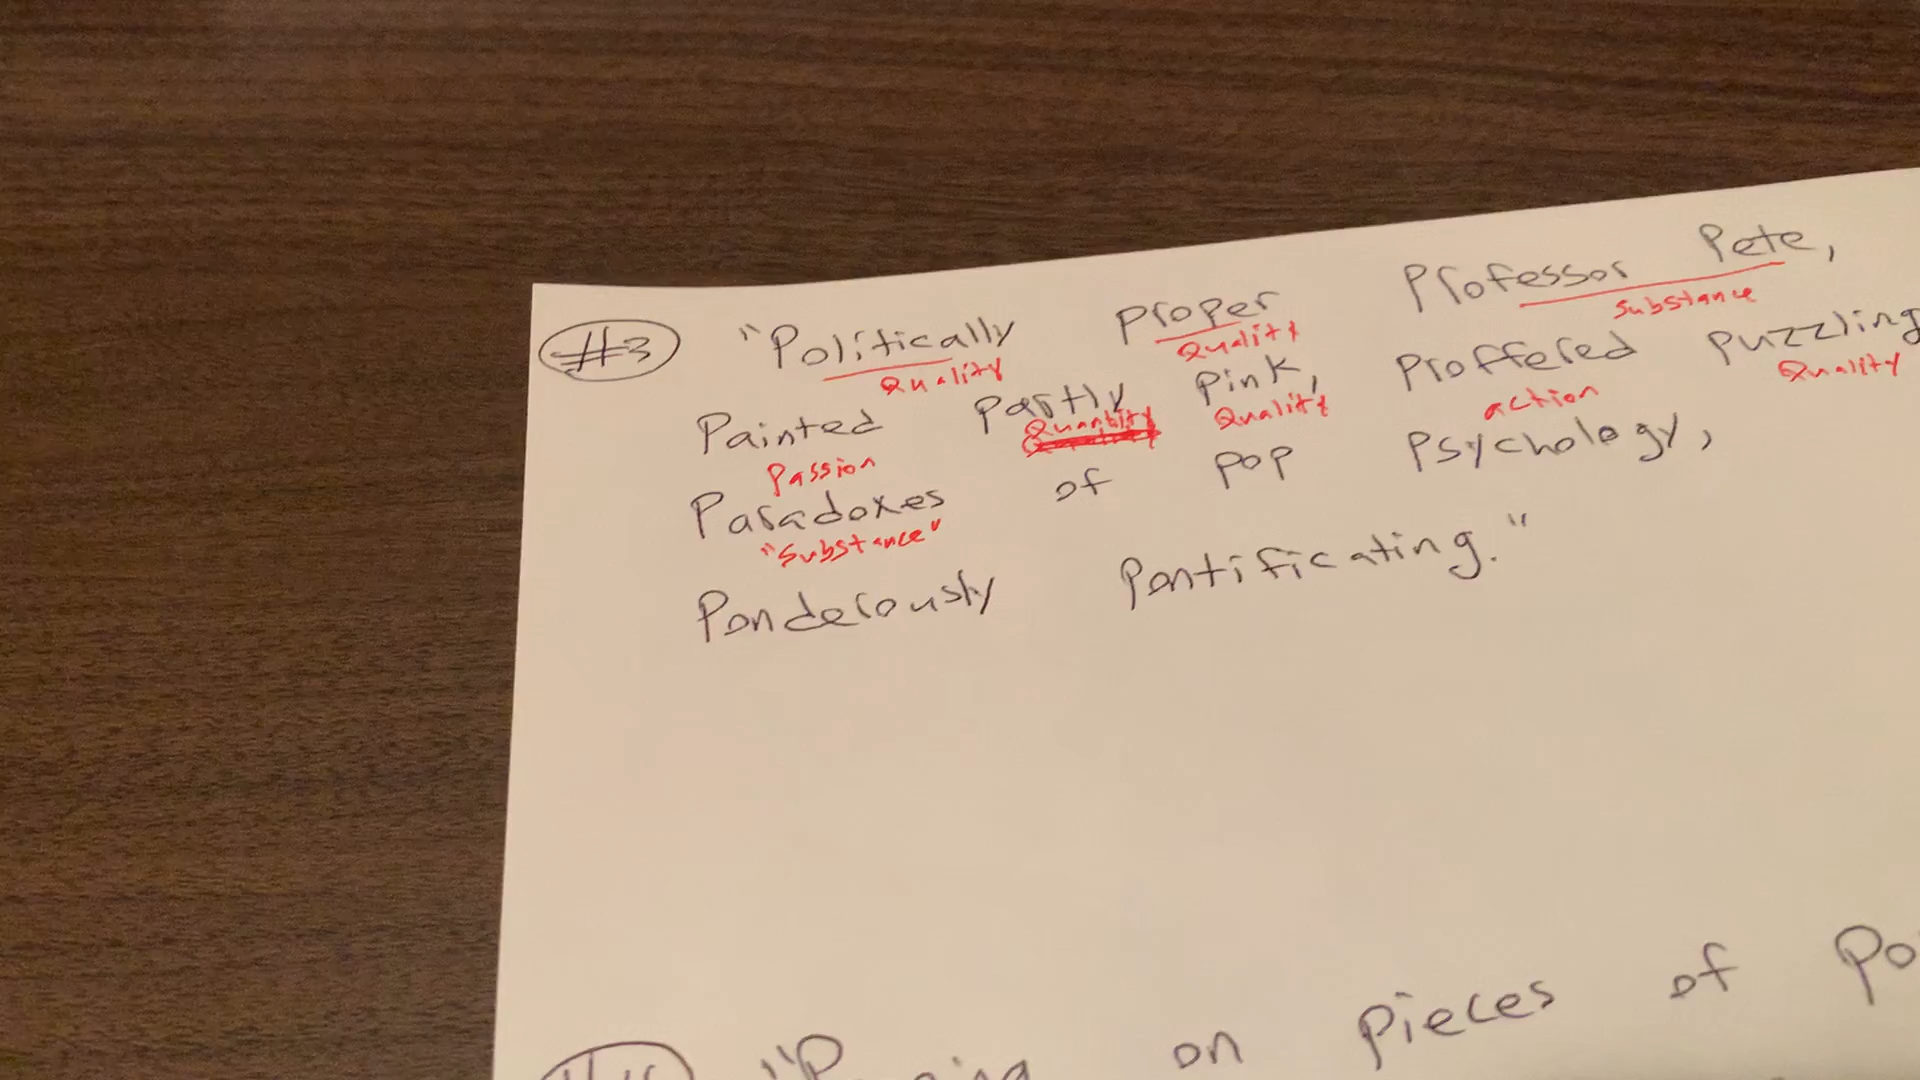 #3 "Politically Proper Professor Pete,
Quality Quality Substance
Painted Partly Pink, Proffered Puzzling
Passion Quantity Quality action Quality
Paradoxes of Pop Psychology,
"Substance"
Ponderously Pontificating."
on pieces of Po